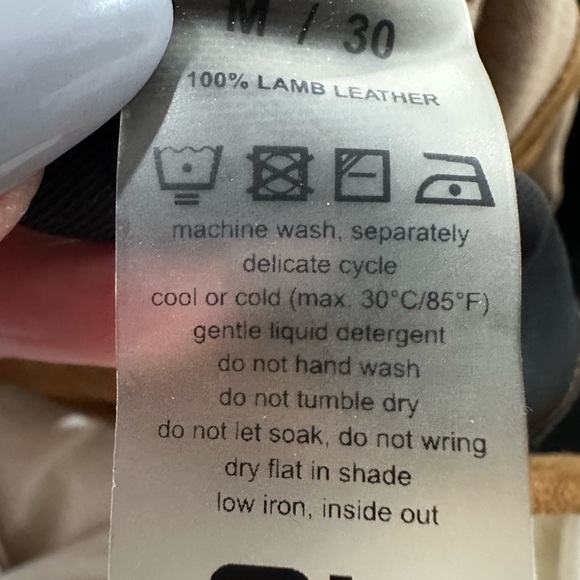 M / 30
100% LAMB LEATHER
machine wash, separately
delicate cycle
cool or cold (max. 30°C/85°F)
gentle liquid detergent
do not hand wash
do not tumble dry
do not let soak, do not wring
dry flat in shade
low iron, inside out